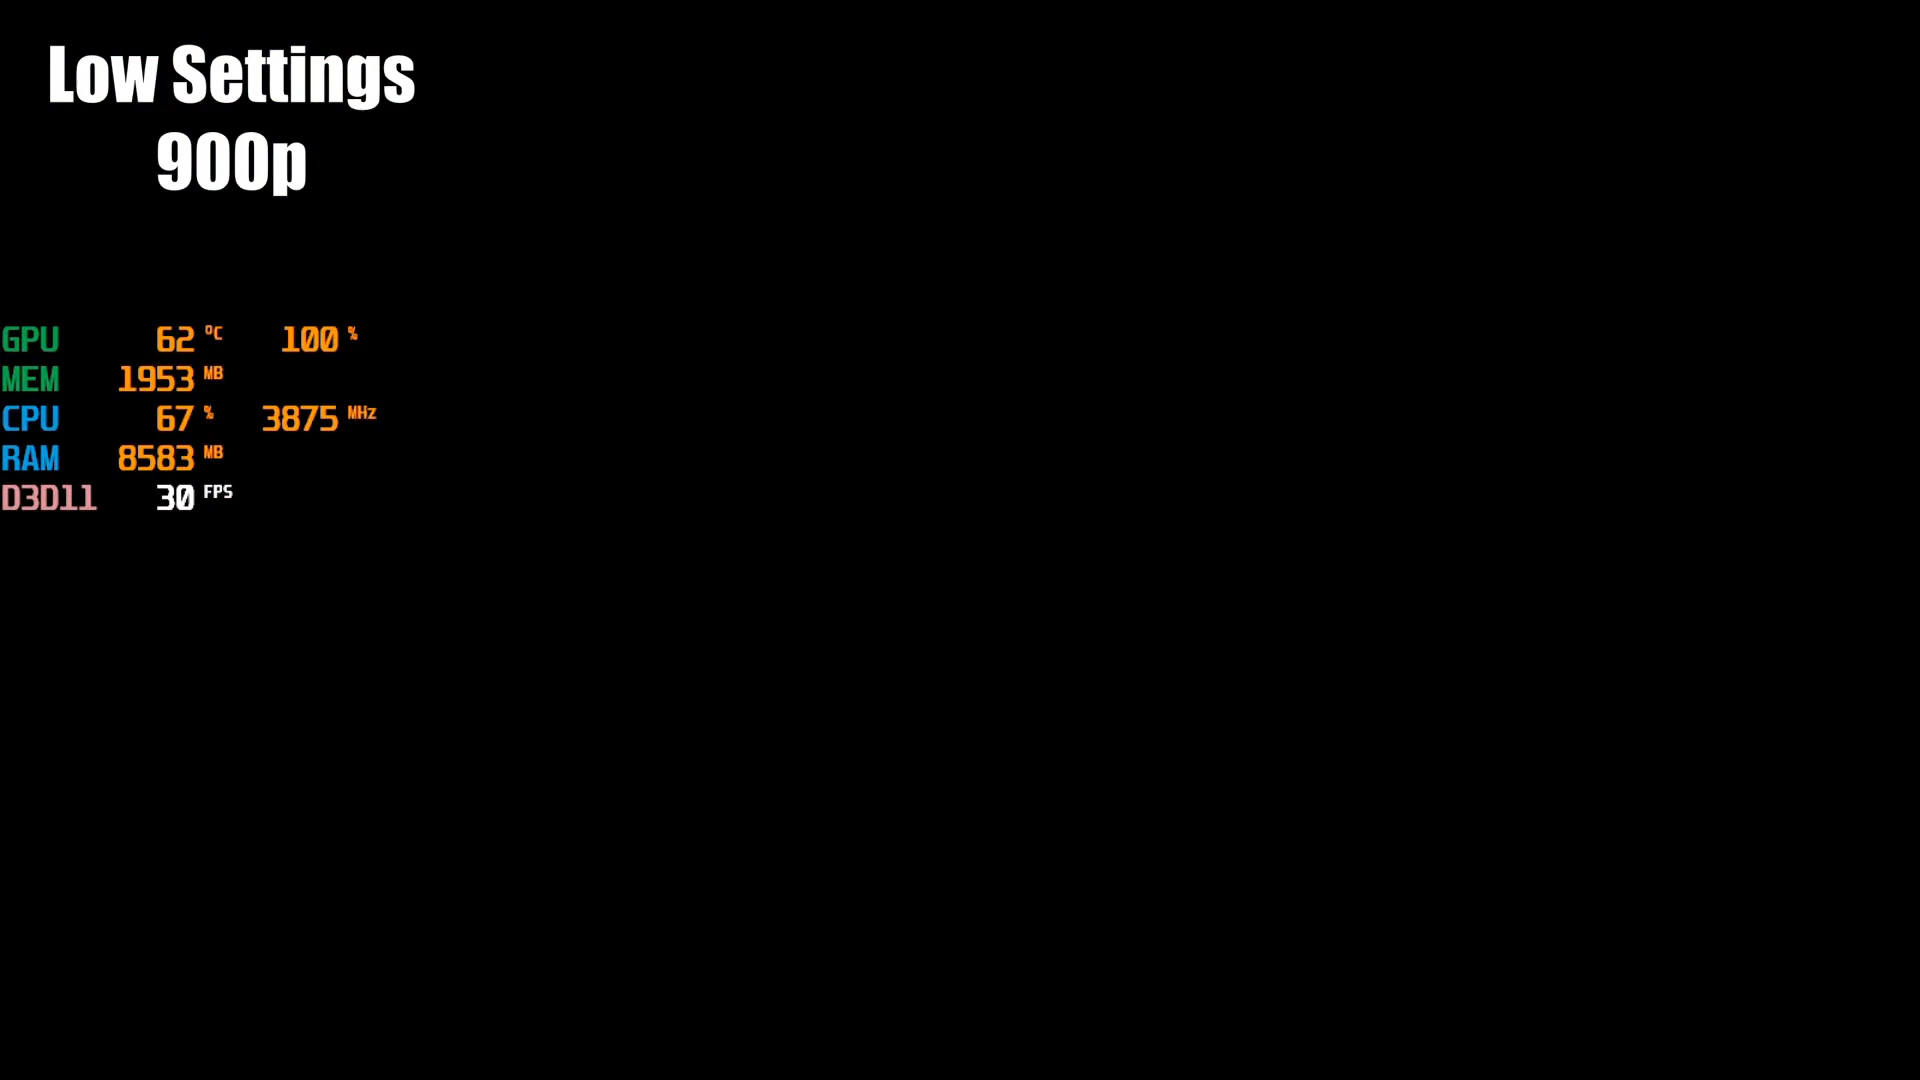 Low Settings
900p
GPU 62 °C 100 %
MEM 1953 MB
CPU 67 % 3875 MHz
RAM 8583 MB
D3D11 30 FPS